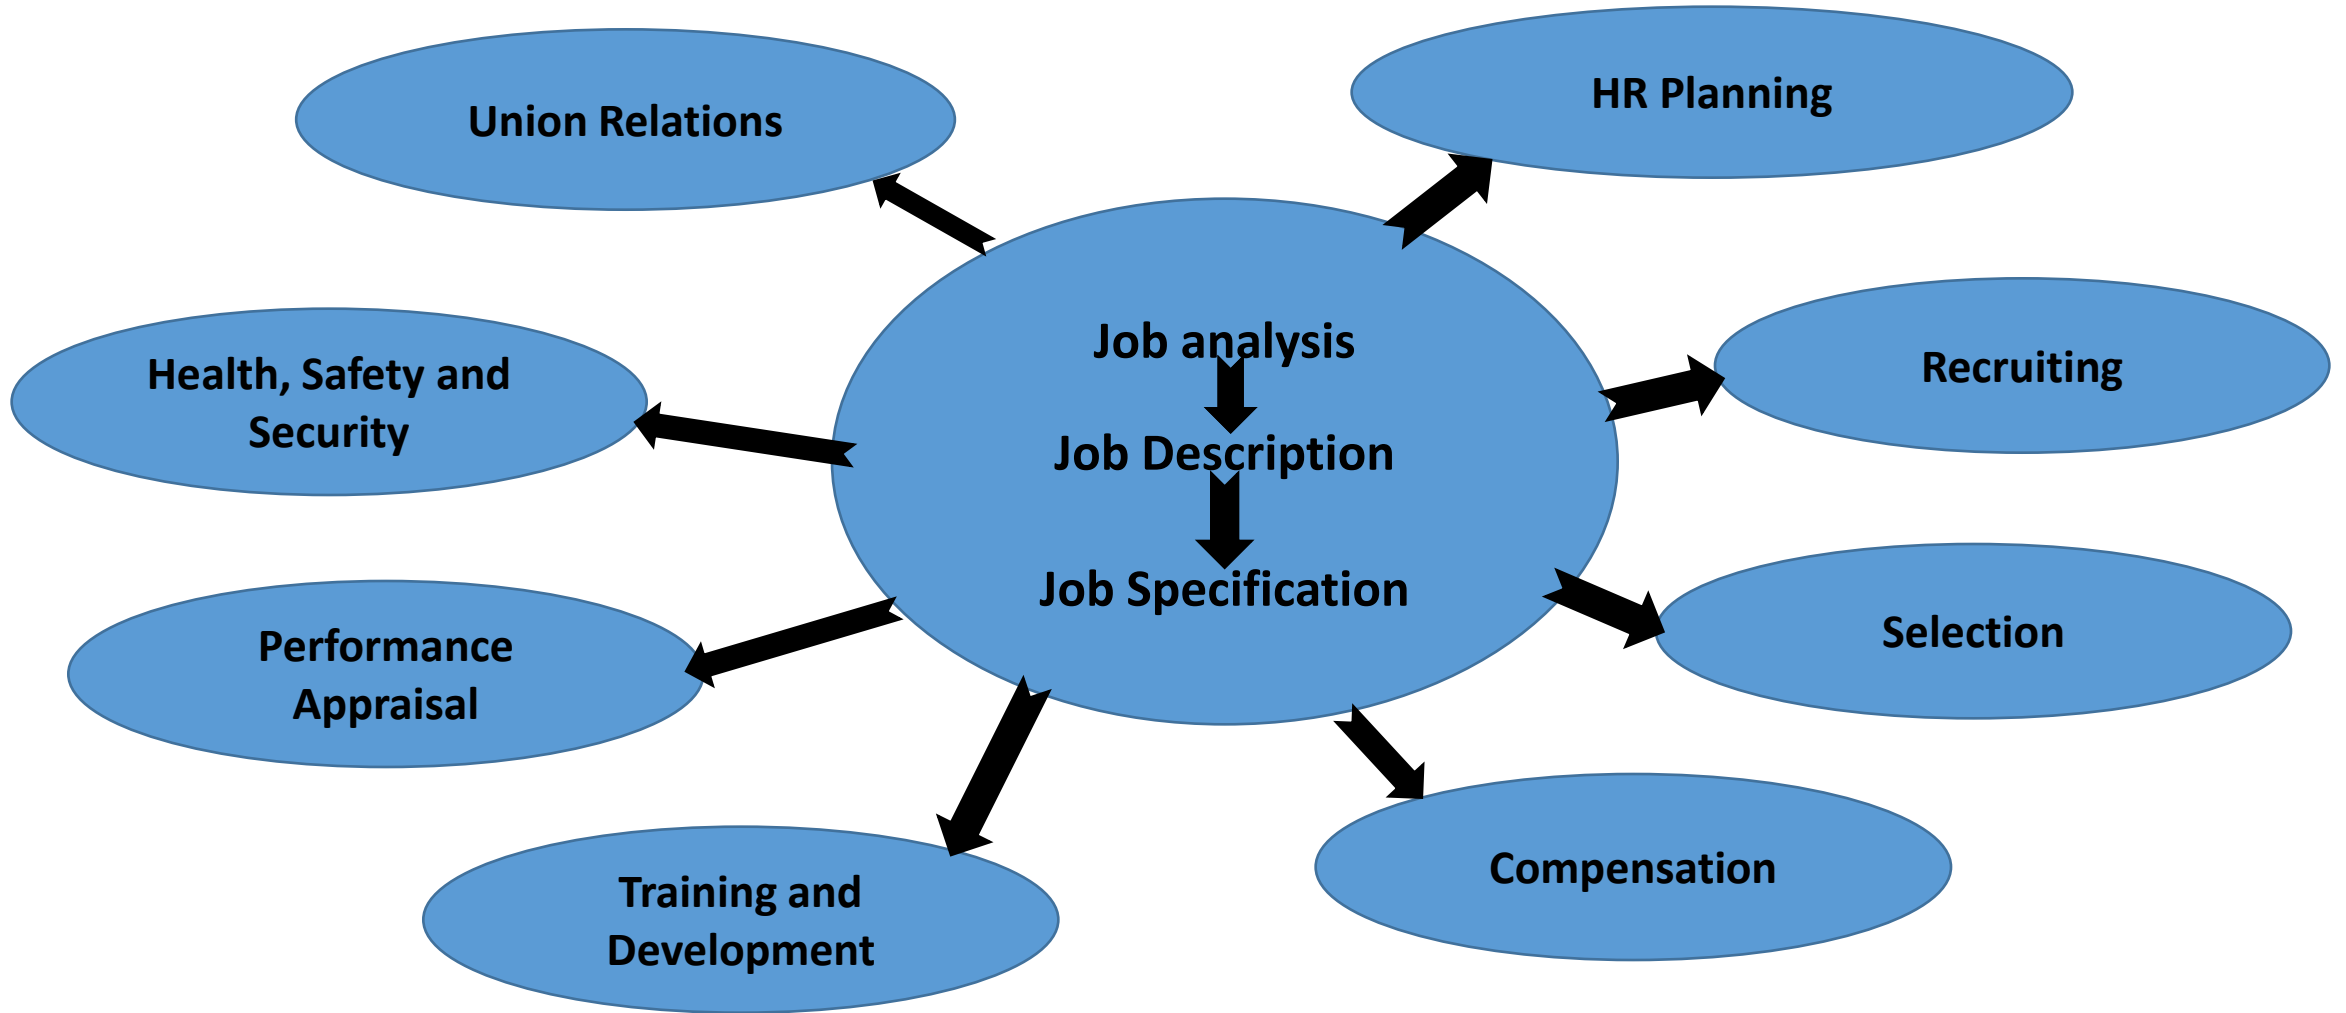 Union Relations
HR Planning
Job analysis
Job Description
Job Specification
Health, Safety and
Security
Recruiting
Performance
Appraisal
Selection
Training and
Development
Compensation